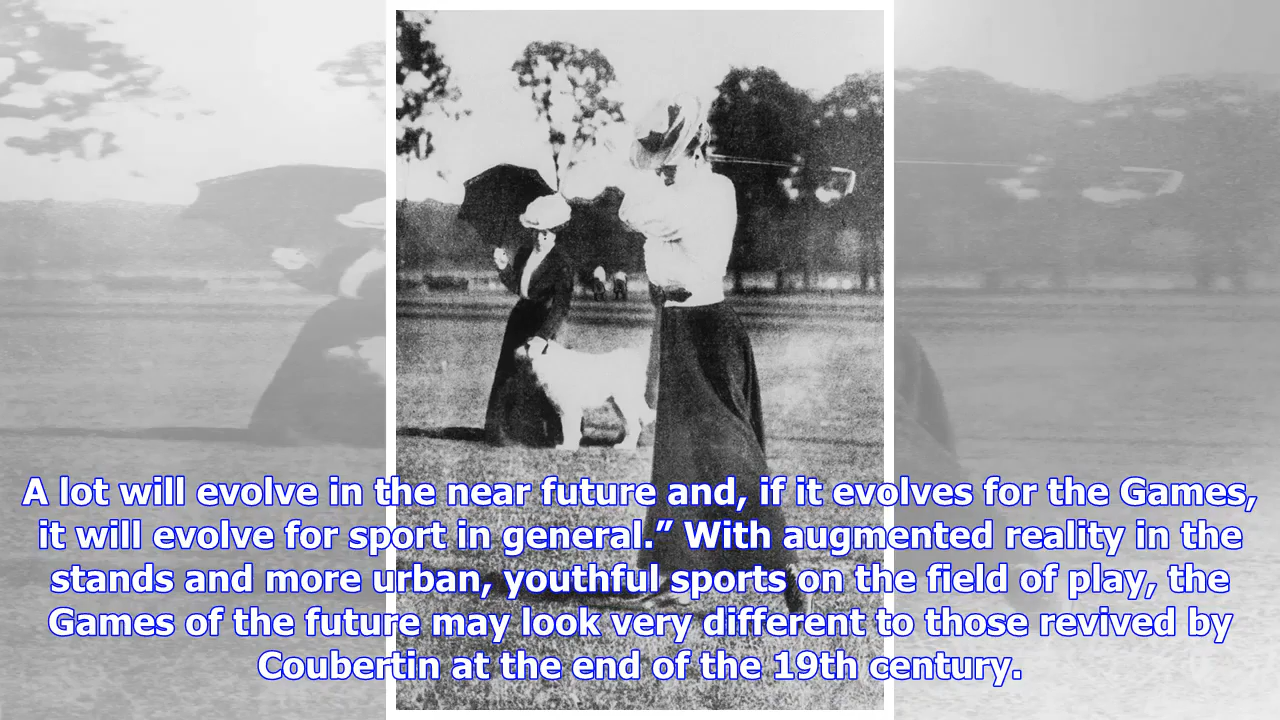 A lot will evolve in the near future and, if it evolves for the Games,
it will evolve for sport in general.” With augmented reality in the
stands and more urban, youthful sports on the field of play, the
Games of the future may look very different to those revived by
Coubertin at the end of the 19th century.